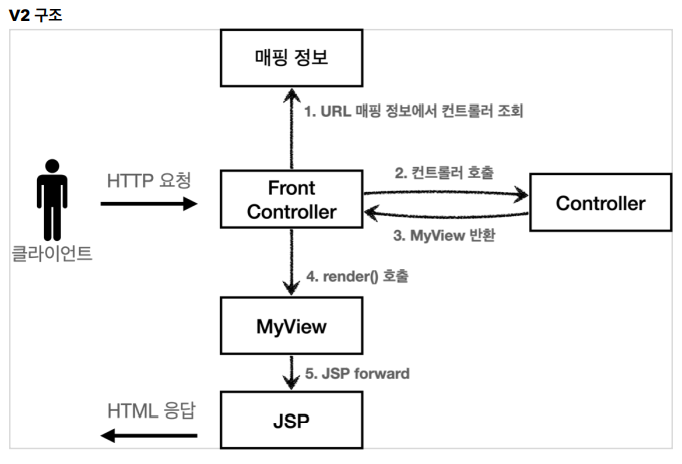 V2 구조
매핑 정보
1. URL 매핑 정보에서 컨트롤러 조회
HTTP 요청
Front
Controller
2. 컨트롤러 호출
Controller
3. MyView 반환
클라이언트
4. render() 호출
MyView
5. JSP forward
HTML 응답
JSP